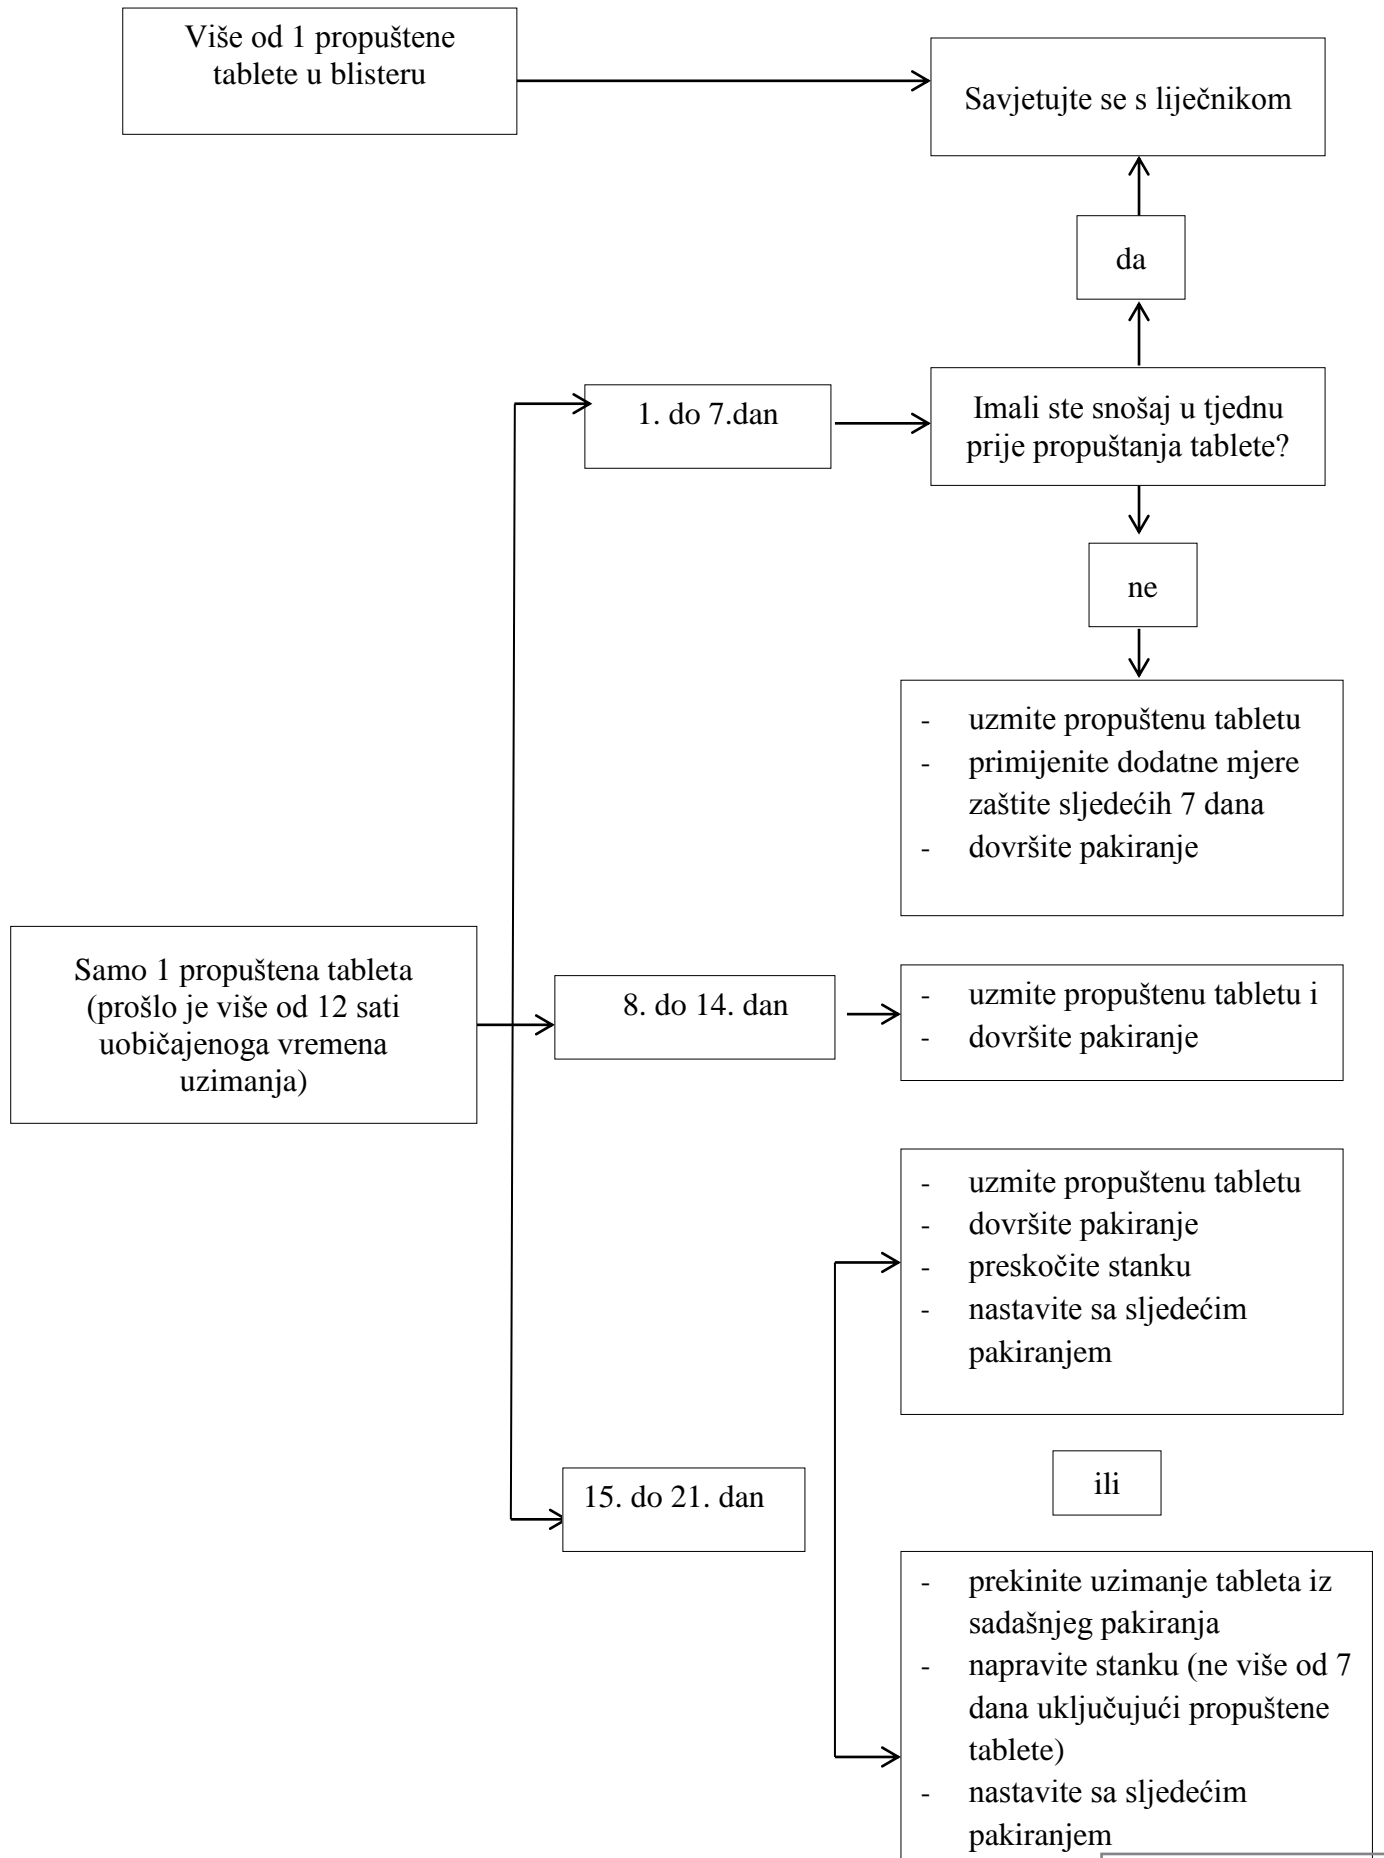 Više od 1 propuštene
tablete u blisteru
Savjetujte se s liječnikom
da
1. do 7.dan
Imali ste snošaj u tjednu
prije propuštanja tablete?
ne
- uzmite propuštenu tabletu
- primijenite dodatne mjere
zaštite sljedećih 7 dana
- dovršite pakiranje
Samo 1 propuštena tableta
(prošlo je više od 12 sati
uobičajenoga vremena
uzimanja)
8. do 14. dan
- uzmite propuštenu tabletu i
- dovršite pakiranje
- uzmite propuštenu tabletu
- dovršite pakiranje
- preskočite stanku
- nastavite sa sljedećim
pakiranjem
15. do 21. dan
ili
- prekinite uzimanje tableta iz
sadašnjeg pakiranja
- napravite stanku (ne više od 7
dana uključujući propuštene
tablete)
- nastavite sa sljedećim
pakiranjem